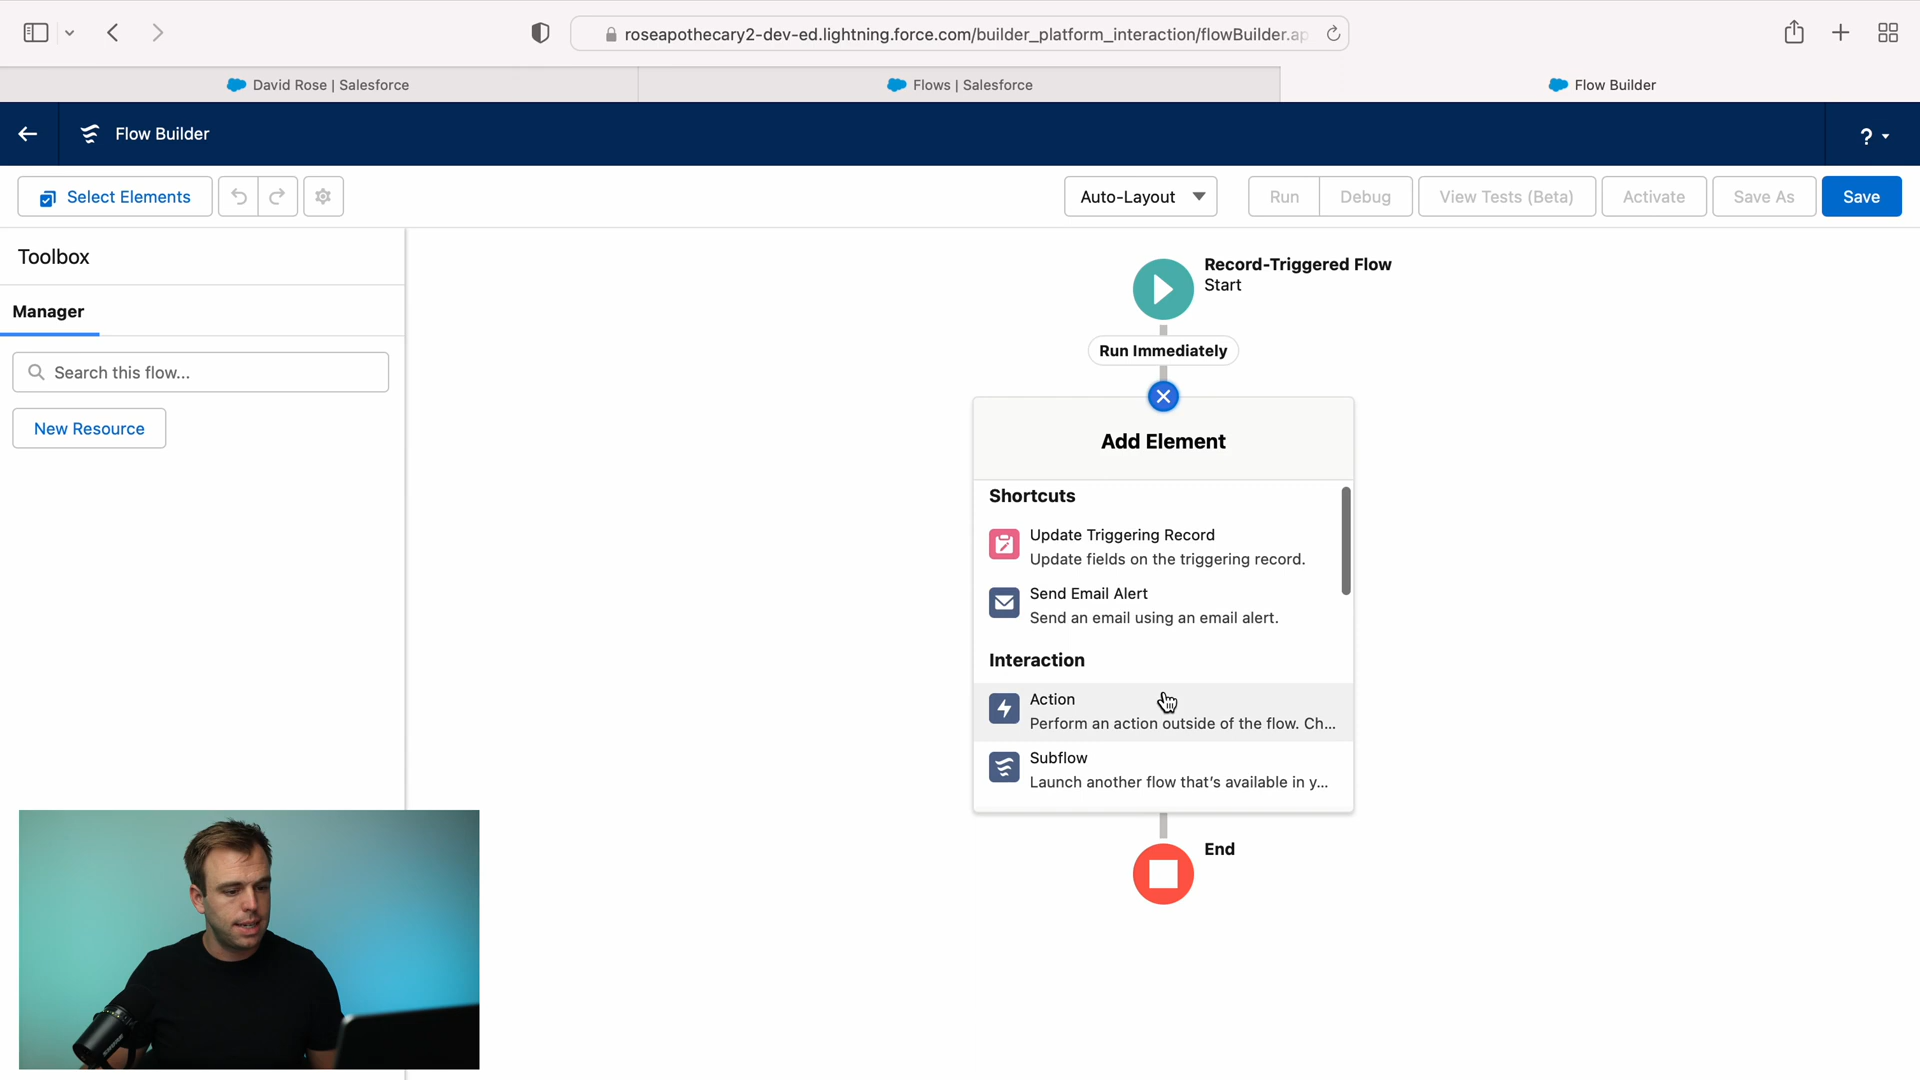 roseapothecary2-dev-ed.lightning.force.com/builder_platform_interaction/flowBuilder.ap
David Rose | Salesforce
Flows | Salesforce
Flow Builder
Flow Builder
?
Select Elements
Auto-Layout
Run
Debug
View Tests (Beta)
Activate
Save As
Save
Toolbox
Manager
Search this flow...
New Resource
Record-Triggered Flow
Start
Run Immediately
Add Element
Shortcuts
Update Triggering Record
Update fields on the triggering record.
Send Email Alert
Send an email using an email alert.
Interaction
Action
Perform an action outside of the flow. Ch...
Subflow
Launch another flow that's available in y...
End